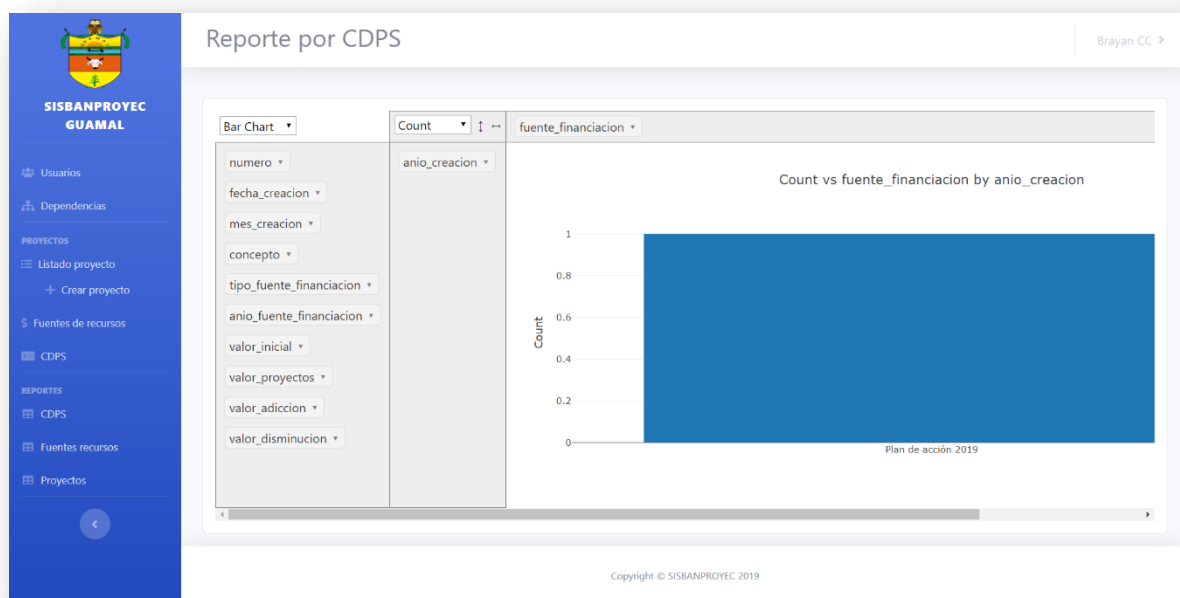 SISBANPROYEC
GUAMAL
Usuarios
Dependencias
PROYECTOS
Listado proyecto
Crear proyecto
Fuentes de recursos
CDPS
REPORTES
CDPS
Fuentes recursos
Proyectos
Reporte por CDPS
Brayan CC
Bar Chart
Count
fuente_financiacion
numero
fecha_creacion
mes_creacion
concepto
tipo_fuente_financiacion
anio_fuente_financiacion
valor_inicial
valor_proyectos
valor_adiccion
valor_disminucion
anio_creacion
Count vs fuente_financiacion by anio_creacion
1
0.8
0.6
0.4
0.2
0
Count
Plan de acción 2019
Copyright © SISBANPROYEC 2019